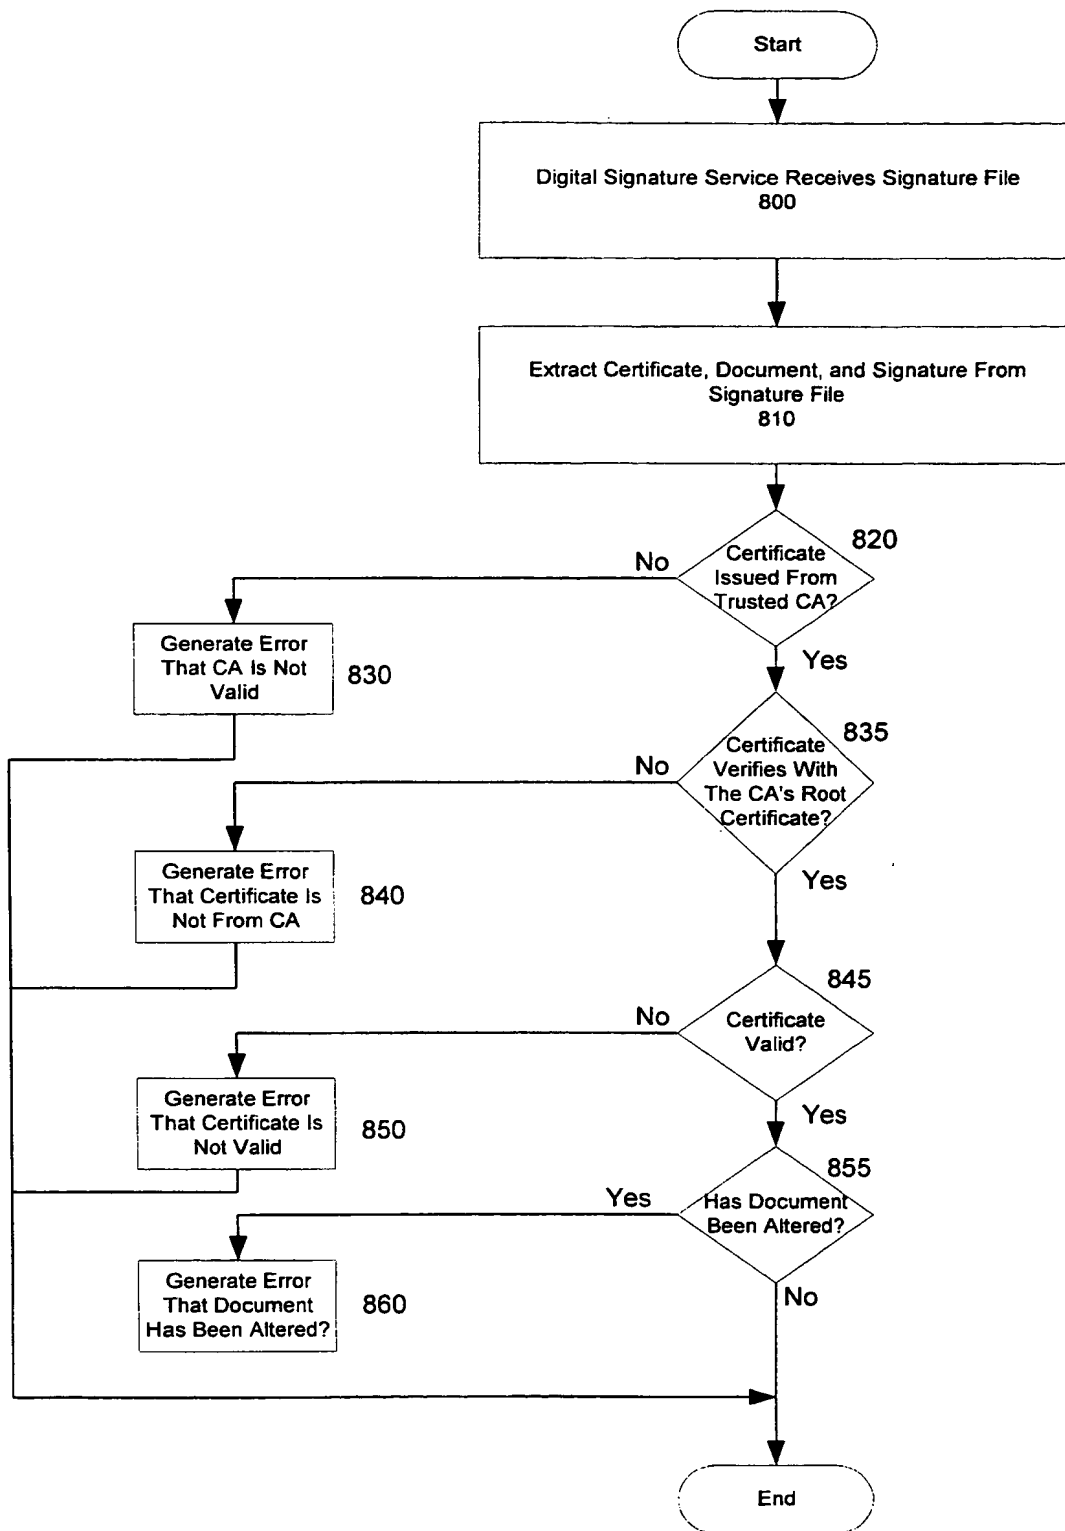 Start
Digital Signature Service Receives Signature File
800
Extract Certificate, Document, and Signature From
Signature File
810
820
Certificate
Issued From
Trusted CA?
No
Yes
Generate Error
That CA Is Not
Valid
830
835
Certificate
Verifies With
The CA's Root
Certificate?
No
Yes
Generate Error
That Certificate Is
Not From CA
840
845
Certificate
Valid?
No
Yes
Generate Error
That Certificate Is
Not Valid
850
855
Has Document
Been Altered?
Yes
No
Generate Error
That Document
Has Been Altered?
860
End